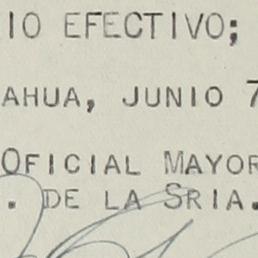 IO EFECTIVO;
AHUA, JUNIO 7
OFICIAL MAYOR
. DE LA SRIA.